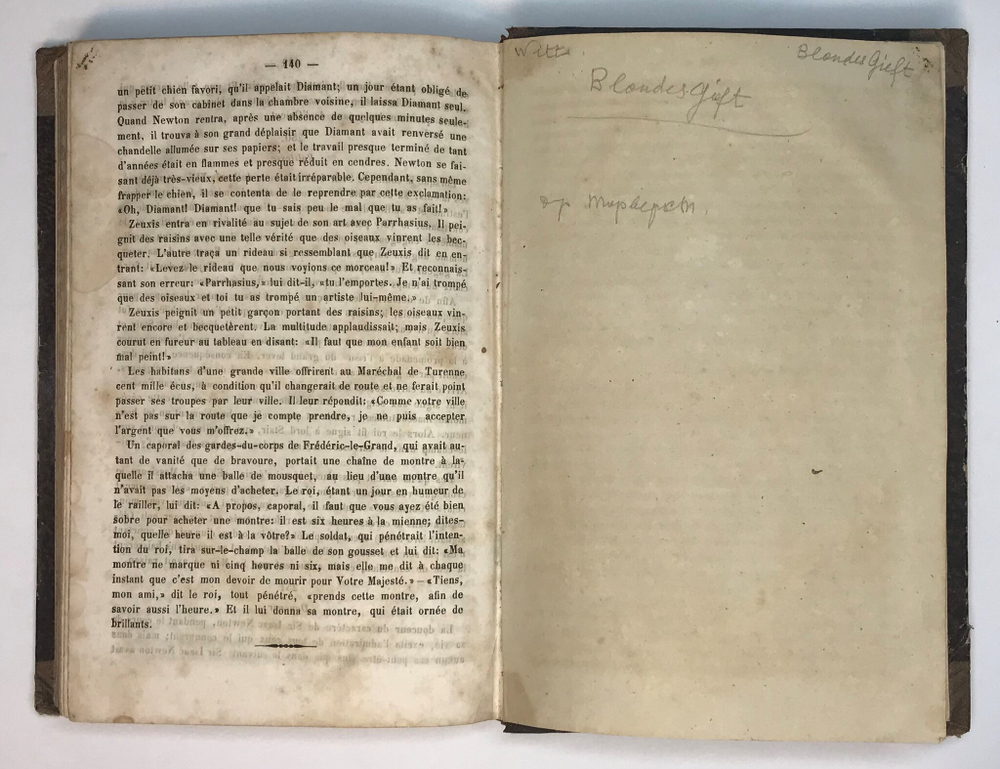 — 140 —
un petit chien favori, qu'il appelait Diamant; un jour étant obligé de
passer de son cabinet dans la chambre voisine, il laissa Diamant seul.
Quand Newton rentra, après une absence de quelques minutes seule-
ment, il trouva à son grand déplaisir que Diamant avait renversé une
chandelle allumée sur ses papiers; et le travail presque terminé de tant
d'années était en flammes et presque réduit en cendres. Newton se fai-
sant déjà très-vieux, cette perte était irréparable. Cependant, sans même
frapper le chien, il se contenta de le reprendre par cette exclamation:
«Oh, Diamant! Diamant! que tu sais peu le mal que tu as fait!»
Zeuxis entra en rivalité au sujet de son art avec Parrhasius. Il pei-
gnit des raisins avec une telle vérité que des oiseaux vinrent les bec-
queter. L'autre traça un rideau si ressemblant que Zeuxis dit en en-
trant: «Levez le rideau que nous voyions ce morceau!» Et reconnais-
sant son erreur: «Parrhasius,» lui dit-il, «tu l'emportes. Je n'ai trompé
que des oiseaux et toi tu as trompé un artiste lui-même.»
Zeuxis peignit un petit garçon portant des raisins; les oiseaux vin-
rent encore et becquetèrent. La multitude applaudissait; mais Zeuxis
courut en fureur au tableau en disant: «Il faut que mon enfant soit bien
mal peint!»
Les habitans d'une grande ville offrirent au Maréchal de Turenne
cent mille écus, à condition qu'il changerait de route et ne ferait point
passer ses troupes par leur ville. Il leur répondit: «Comme votre ville
n'est pas sur la route que je compte prendre, je ne puis accepter
l'argent que vous m'offrez.»
Un caporal des gardes-du-corps de Frédéric-le-Grand, qui avait au-
tant de vanité que de bravoure, portait une chaîne de montre à la-
quelle il attacha une balle de mousquet, au lieu d'une montre qu'il
n'avait pas les moyens d'acheter. Le roi, étant un jour en humeur de
le railler, lui dit: «A propos, caporal, il faut que vous ayez été bien
sobre pour acheter une montre: il est six heures à la mienne; dites-
moi, quelle heure il est à la vôtre?» Le soldat, qui pénétrait l'inten-
tion du roi, tira sur-le-champ la balle de son gousset et lui dit: «Ma
montre ne marque ni cinq heures ni six, mais elle me dit à chaque
instant que c'est mon devoir de mourir pour Votre Majesté.» — «Tiens,
mon ami,» dit le roi, tout pénétré, «prends cette montre, afin de
savoir aussi l'heure.» Et il lui donna sa montre, qui était ornée de
brillants.
Blondes Gift
Blondes Gift